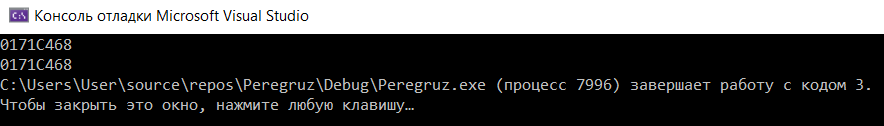 Консоль отладки Microsoft Visual Studio
0171C468
0171C468
C:\Users\User\source\repos\Peregruz\Debug\Peregruz.exe (процесс 7996) завершает работу с кодом 3.
Чтобы закрыть это окно, нажмите любую клавишу…